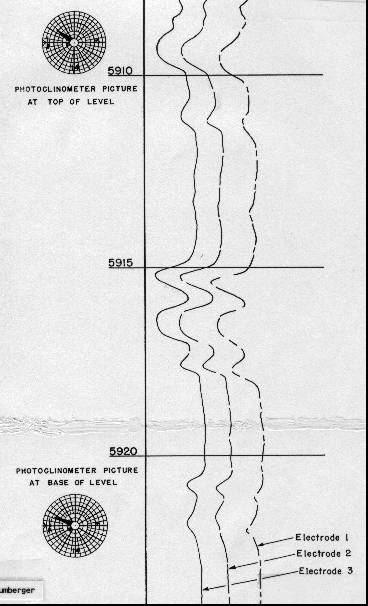 5910
PHOTOCLINOMETER PICTURE
AT TOP OF LEVEL
5915
5920
PHOTOCLINOMETER PICTURE
AT BASE OF LEVEL
Electrode 1
Electrode 2
Electrode 3
umberger